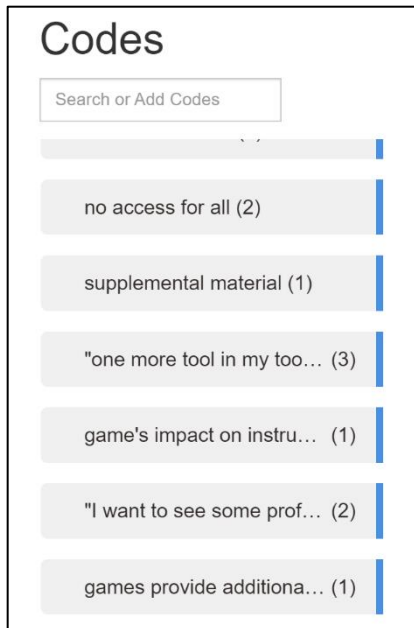 Codes
Search or Add Codes
no access for all (2)
supplemental material (1)
"one more tool in my too... (3)
game's impact on instru... (1)
"I want to see some prof... (2)
games provide additiona... (1)